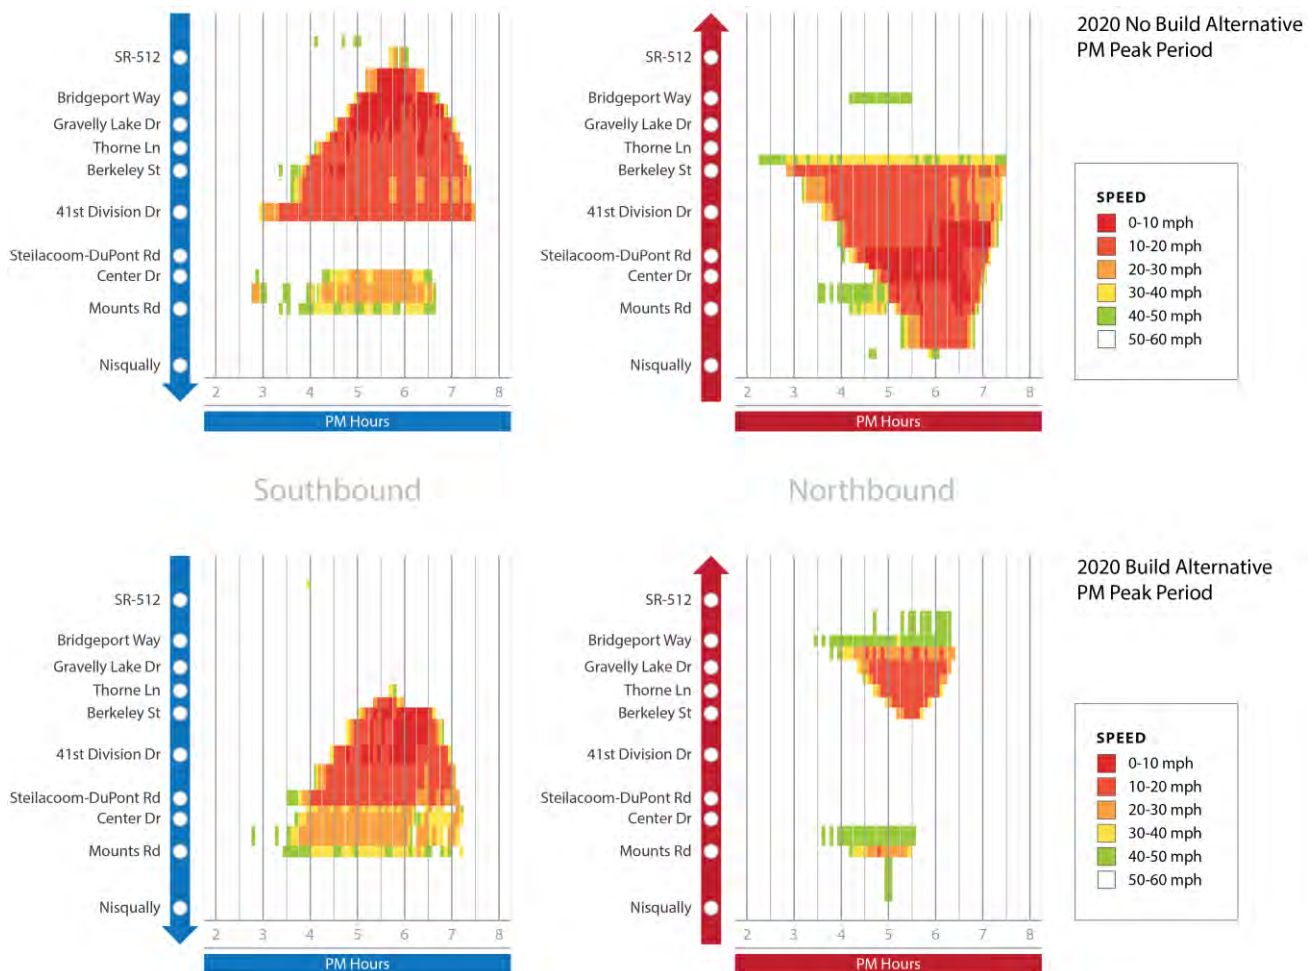 2020 No Build Alternative
PM Peak Period
SR-512
Bridgeport Way
Gravelly Lake Dr
Thorne Ln
Berkeley St
41st Division Dr
Steilacoom-DuPont Rd
Center Dr
Mounts Rd
Nisqually
2 3 4 5 6 7 8
PM Hours
SR-512
Bridgeport Way
Gravelly Lake Dr
Thorne Ln
Berkeley St
41st Division Dr
Steilacoom-DuPont Rd
Center Dr
Mounts Rd
Nisqually
2 3 4 5 6 7 8
PM Hours
SPEED
0-10 mph
10-20 mph
20-30 mph
30-40 mph
40-50 mph
50-60 mph
Southbound
Northbound
2020 Build Alternative
PM Peak Period
SR-512
Bridgeport Way
Gravelly Lake Dr
Thorne Ln
Berkeley St
41st Division Dr
Steilacoom-DuPont Rd
Center Dr
Mounts Rd
Nisqually
2 3 4 5 6 7 8
PM Hours
SR-512
Bridgeport Way
Gravelly Lake Dr
Thorne Ln
Berkeley St
41st Division Dr
Steilacoom-DuPont Rd
Center Dr
Mounts Rd
Nisqually
2 3 4 5 6 7 8
PM Hours
SPEED
0-10 mph
10-20 mph
20-30 mph
30-40 mph
40-50 mph
50-60 mph